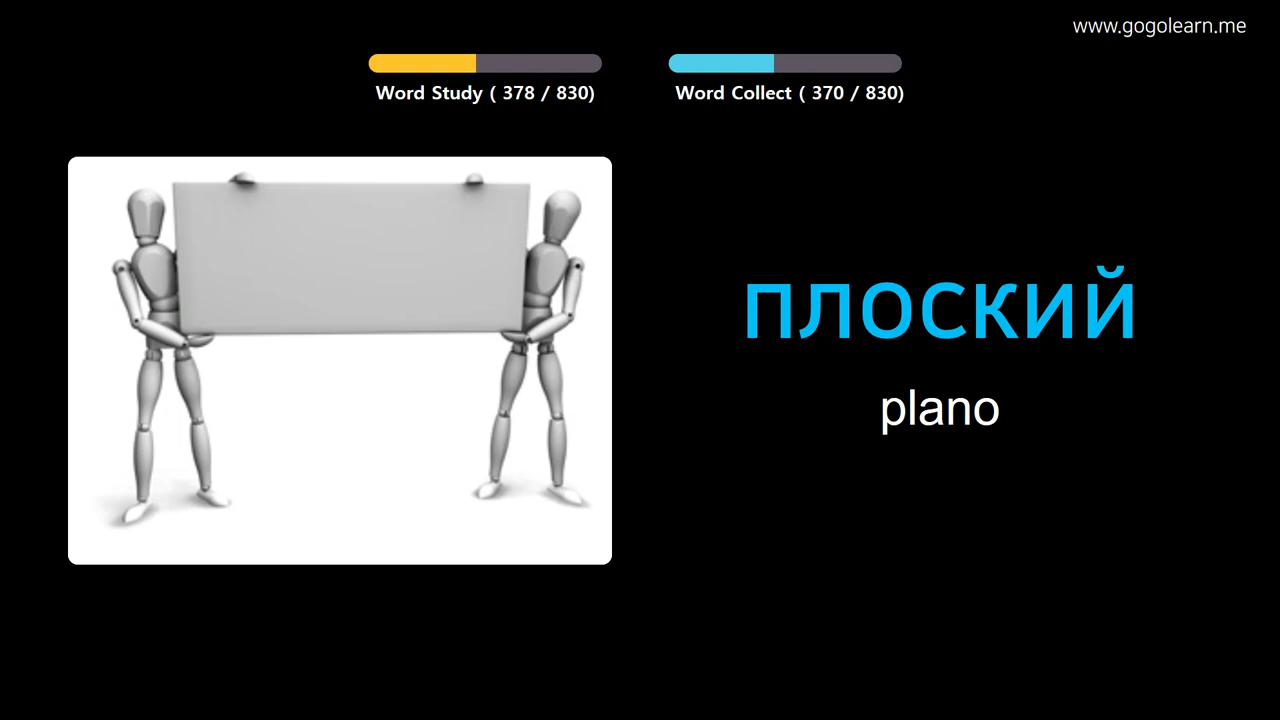 www.gogolearn.me
Word Study ( 378 / 830)
Word Collect ( 370 / 830)
плоский
plano